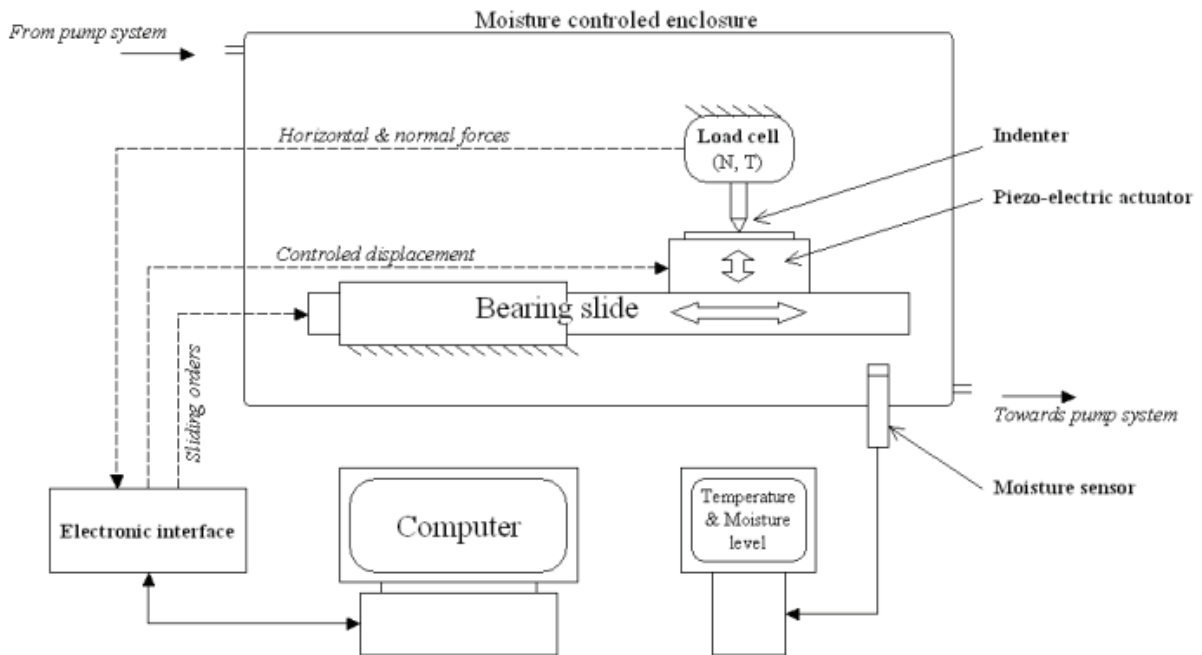 Moisture controled enclosure
From pump system
Horizontal & normal forces
Load cell
(N, T)
Indenter
Piezo-electric actuator
Controled displacement
Bearing slide
Sliding orders
Towards pump system
Moisture sensor
Electronic interface
Computer
Temperature
& Moisture
level